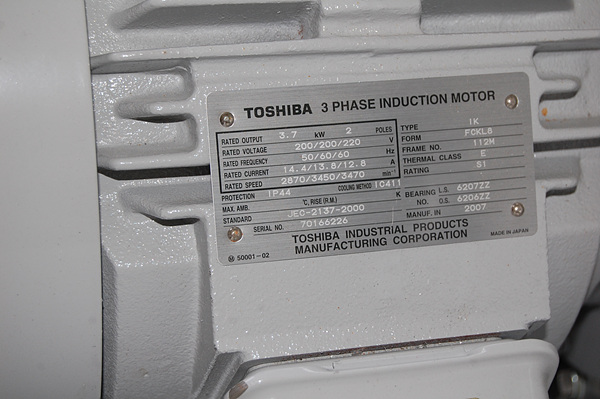 TOSHIBA 3 PHASE INDUCTION MOTOR
RATED OUTPUT 3.7 kW 2 POLES
RATED VOLTAGE 200/200/220 V
RATED FREQUENCY 50/60/60 Hz
RATED CURRENT 14.4/13.8/12.8 A
RATED SPEED 2870/3450/3470 min⁻¹
PROTECTION IP44 COOLING METHOD IC411
MAX. AMB. °C, RISE (R.M.) K
STANDARD JEC-2137-2000
SERIAL NO. 70166226
TYPE IK
FORM FCKL8
FRAME NO. 112M
THERMAL CLASS E
RATING S1
BEARING L.S. 6207ZZ
NO. O.S. 6206ZZ
MANUF. IN 2007
TOSHIBA INDUSTRIAL PRODUCTS
MANUFACTURING CORPORATION
MADE IN JAPAN
Ⓜ 50001-02